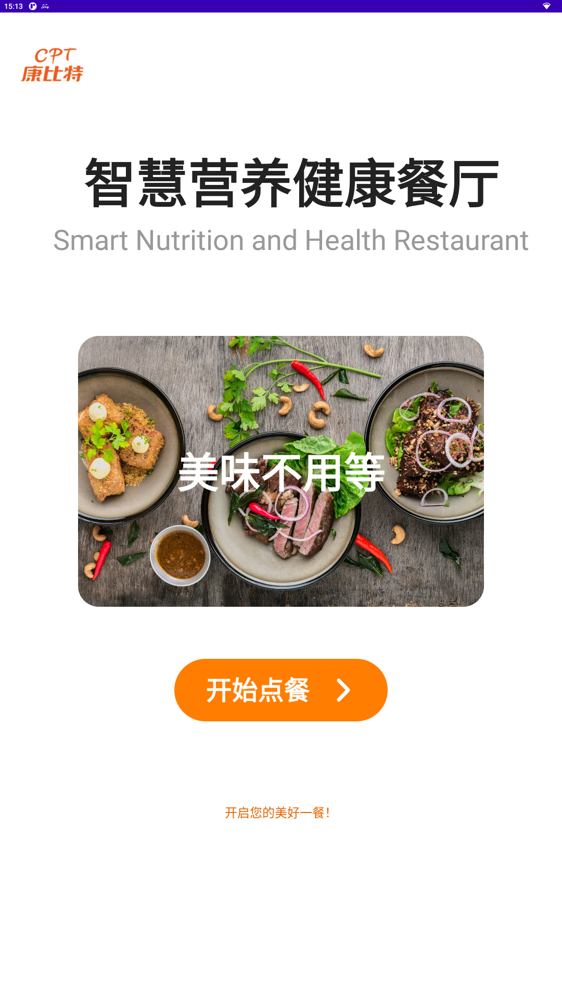 15:13
CPT
康比特
智慧营养健康餐厅
Smart Nutrition and Health Restaurant
美味不用等
开始点餐
开启您的美好一餐！